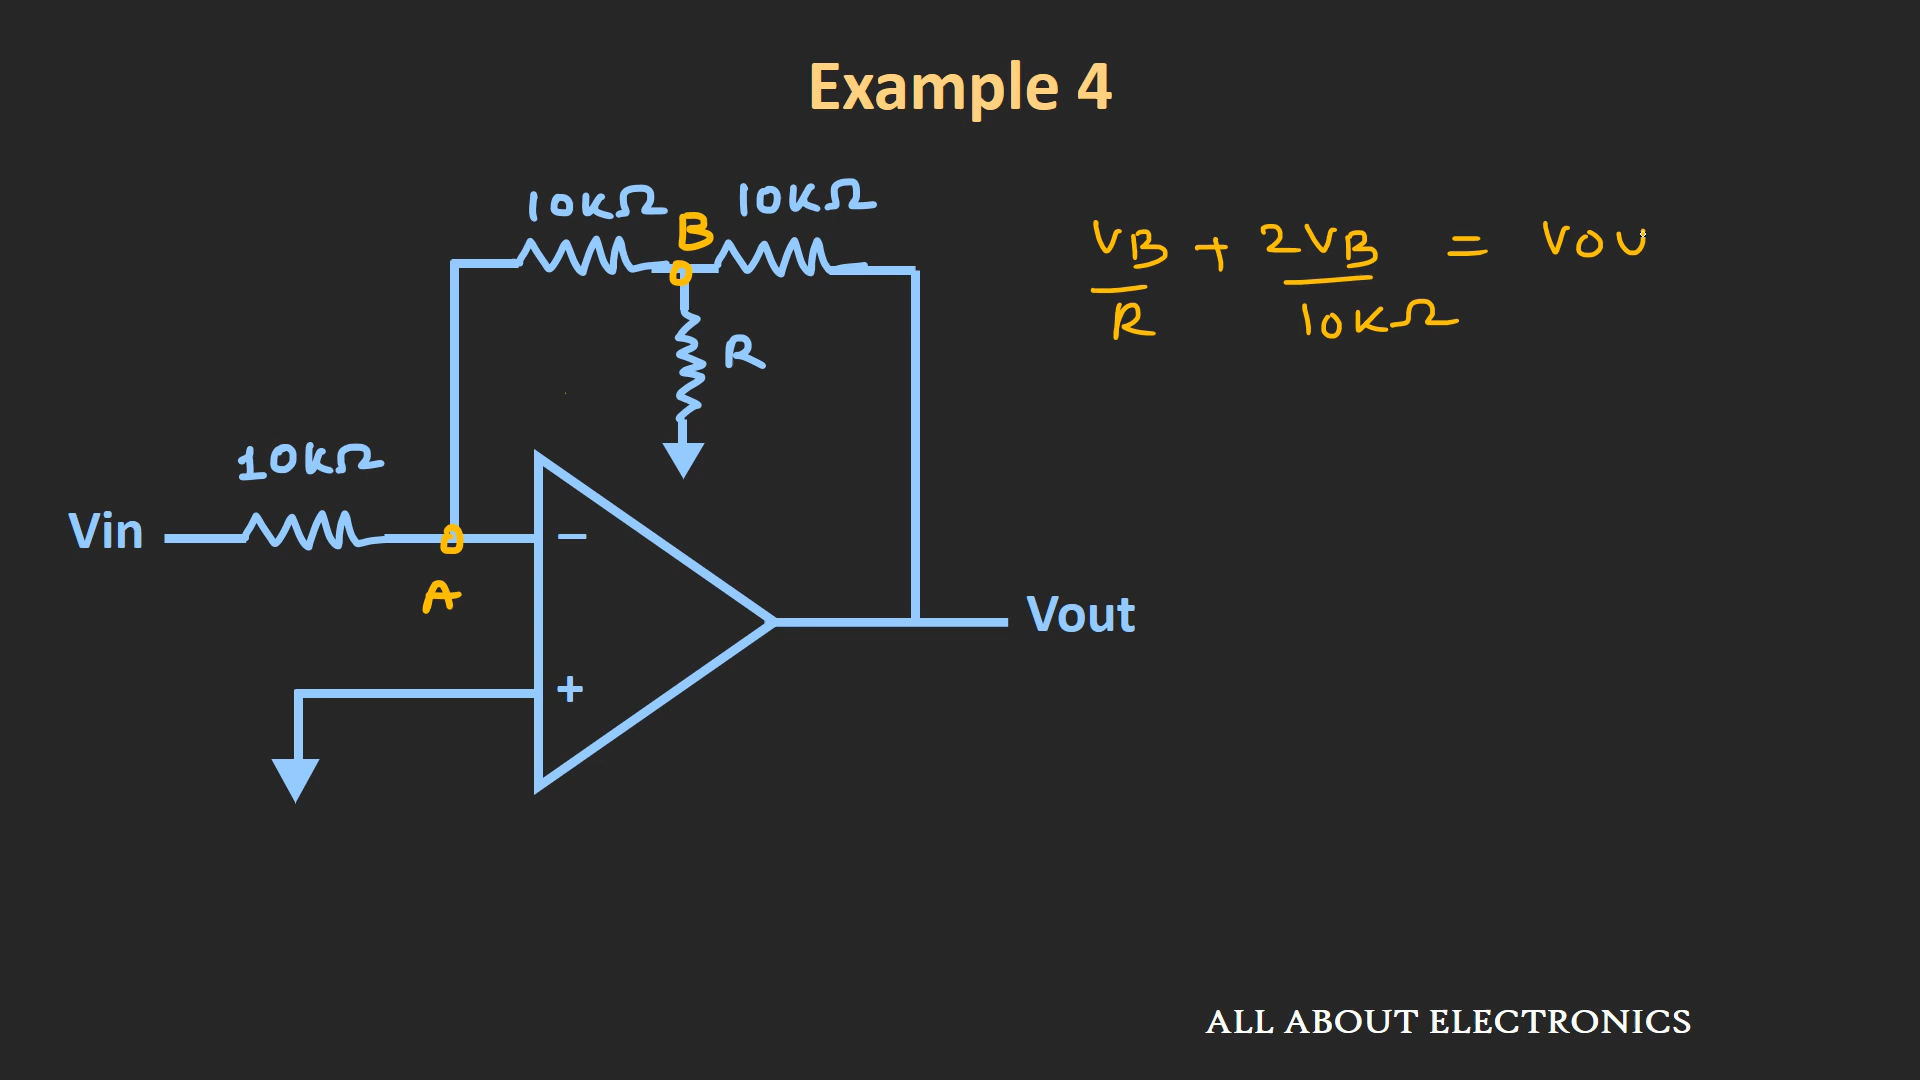 Example 4
10KΩ
B
10KΩ
R
VB/R + 2VB/10KΩ = VOU
10KΩ
Vin
A
−
+
Vout
ALL ABOUT ELECTRONICS